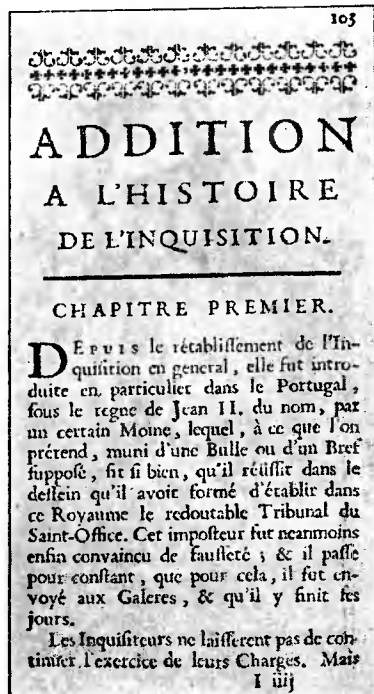 103
ADDITION
A L'HISTOIRE
DE L'INQUISITION.
CHAPITRE PREMIER.
DEPUIS le rétablissement de l'In-
quisition en general, elle fut intro-
duite en particulier dans le Portugal,
sous le regne de Jean II. du nom, par
un certain Moine, lequel, à ce que l'on
prétend, muni d'une Bulle ou d'un Bref
supposé, fit si bien, qu'il réüssit dans le
dessein qu'il avoit formé d'établir dans
ce Royaume le redoutable Tribunal du
Saint-Office. Cet imposteur fut neanmoins
enfin convaincu de fausseté ; & il passe
pour constant, que pour cela, il fut en-
voyé aux Galeres, & qu'il y finit ses
jours.
Les Inquisiteurs ne laisserent pas de con-
tinuer l'exercice de leurs Charges. Mais
I iiij